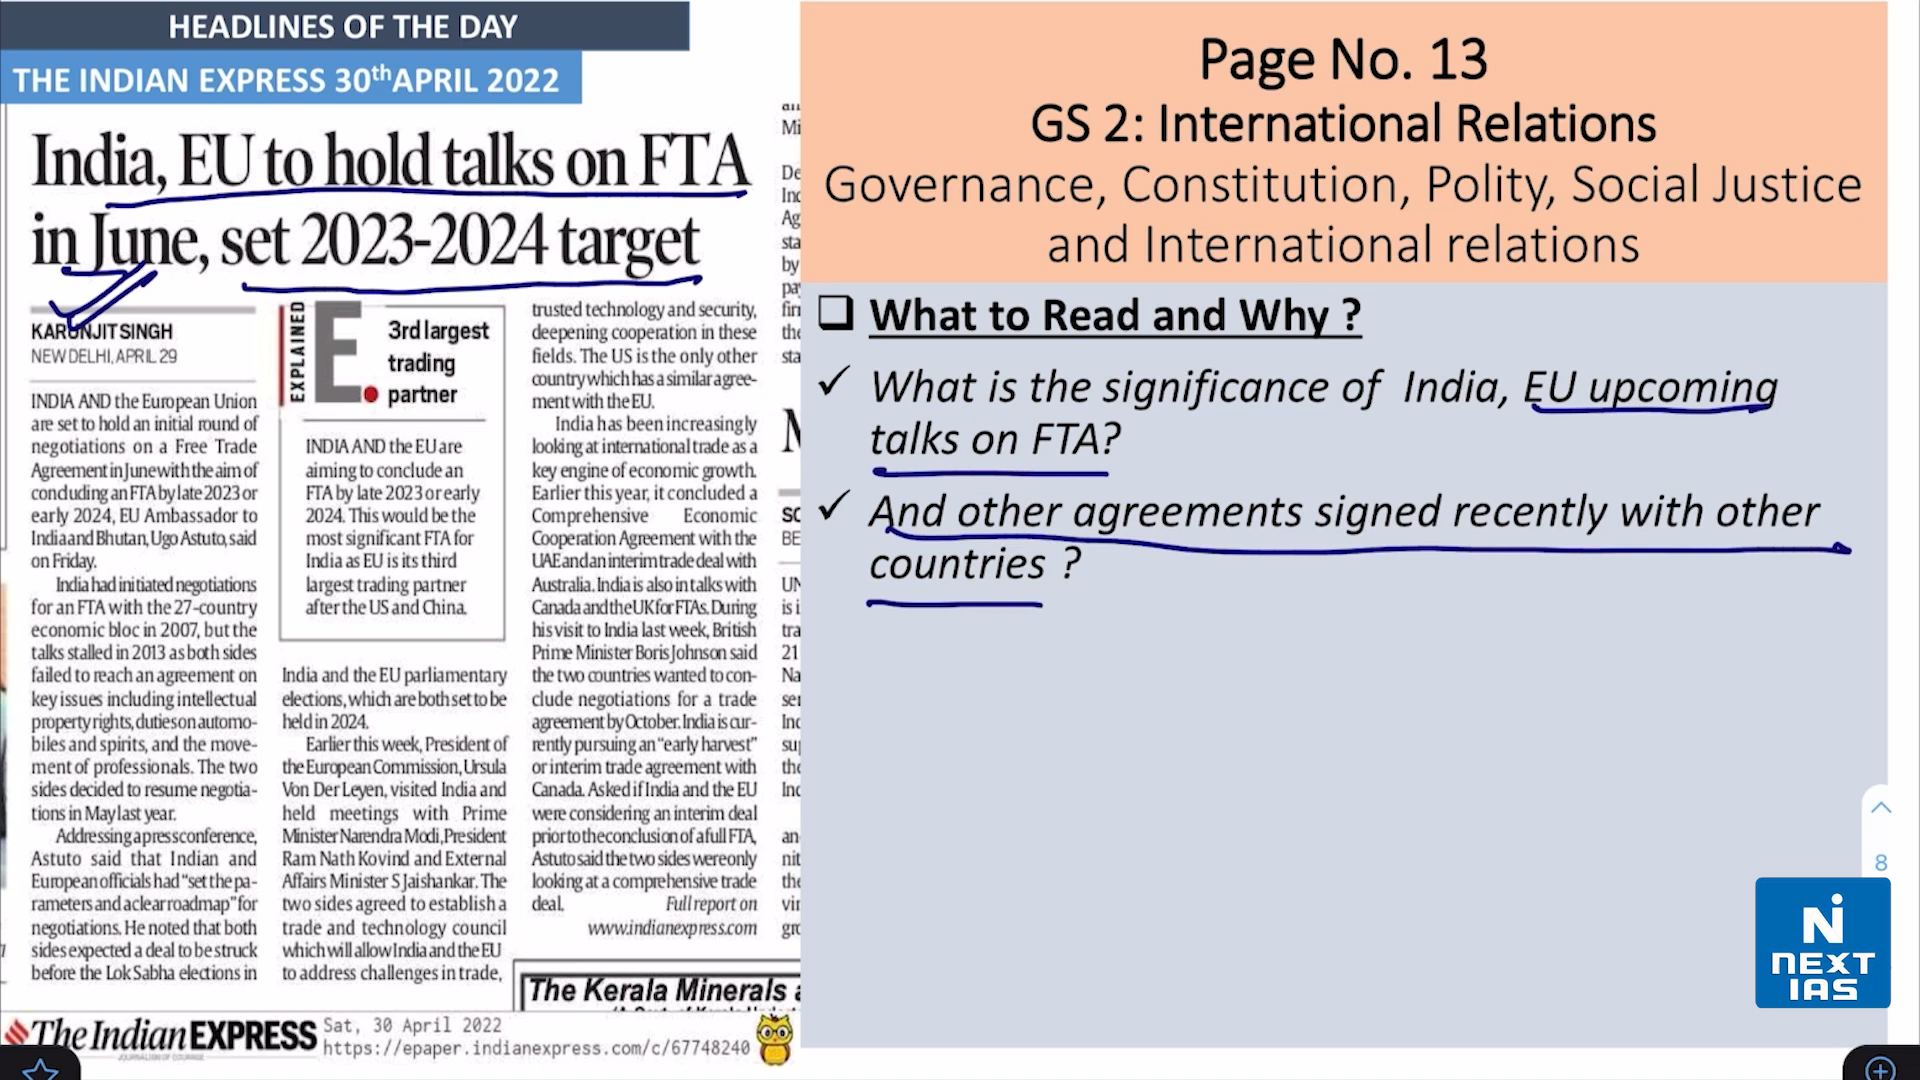 HEADLINES OF THE DAY
THE INDIAN EXPRESS 30thAPRIL 2022
India, EU to hold talks on FTA
in June, set 2023-2024 target
KARUNJIT SINGH
NEW DELHI, APRIL 29
INDIA AND the European Union
are set to hold an initial round of
negotiations on a Free Trade
Agreement in June with the aim of
concluding an FTA by late 2023 or
early 2024, EU Ambassador to
India and Bhutan, Ugo Astuto, said
on Friday.
India had initiated negotiations
for an FTA with the 27-country
economic bloc in 2007, but the
talks stalled in 2013 as both sides
failed to reach an agreement on
key issues including intellectual
property rights, duties on automo-
biles and spirits, and the move-
ment of professionals. The two
sides decided to resume negotia-
tions in May last year.
Addressing a press conference,
Astuto said that Indian and
European officials had "set the pa-
rameters and a clear roadmap" for
negotiations. He noted that both
sides expected a deal to be struck
before the Lok Sabha elections in
EXPLAINED
E.
3rd largest
trading
partner
INDIA AND the EU are
aiming to conclude an
FTA by late 2023 or early
2024. This would be the
most significant FTA for
India as EU is its third
largest trading partner
after the US and China.
India and the EU parliamentary
elections, which are both set to be
held in 2024.
Earlier this week, President of
the European Commission, Ursula
Von Der Leyen, visited India and
held meetings with Prime
Minister Narendra Modi, President
Ram Nath Kovind and External
Affairs Minister S Jaishankar. The
two sides agreed to establish a
trade and technology council
which will allow India and the EU
to address challenges in trade,
trusted technology and security,
deepening cooperation in these
fields. The US is the only other
country which has a similar agree-
ment with the EU.
India has been increasingly
looking at international trade as a
key engine of economic growth.
Earlier this year, it concluded a
Comprehensive Economic
Cooperation Agreement with the
UAE and an interim trade deal with
Australia. India is also in talks with
Canada and the UK for FTAs. During
his visit to India last week, British
Prime Minister Boris Johnson said
the two countries wanted to con-
clude negotiations for a trade
agreement by October. India is cur-
rently pursuing an "early harvest"
or interim trade agreement with
Canada. Asked if India and the EU
were considering an interim deal
prior to the conclusion of a full FTA,
Astuto said the two sides were only
looking at a comprehensive trade
deal. Full report on
www.indianexpress.com
The Kerala Minerals
The Indian EXPRESS
JOURNALISM OF COURAGE
Sat, 30 April 2022
https://epaper.indianexpress.com/c/67748240
Page No. 13
GS 2: International Relations
Governance, Constitution, Polity, Social Justice
and International relations
What to Read and Why ?
What is the significance of India, EU upcoming
talks on FTA?
And other agreements signed recently with other
countries ?
8
NEXT
IAS